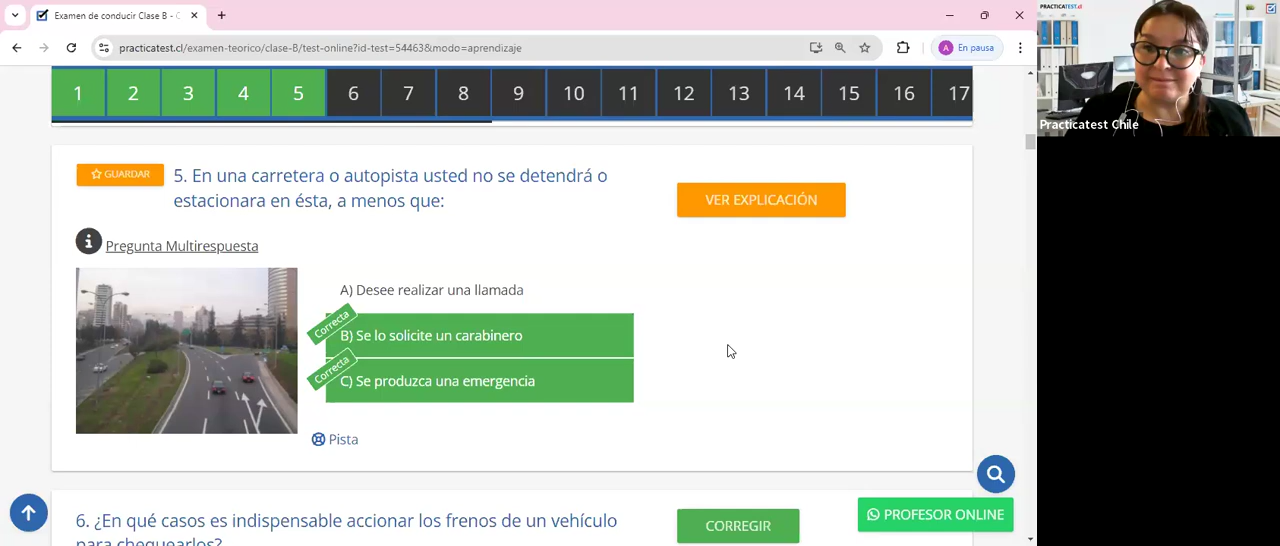 Examen de conducir Clase B - C
practicatest.cl/examen-teorico/clase-B/test-online?id-test=54463&modo=aprendizaje
A
En pausa
PRACTICATEST.cl
Practicatest Chile
1 2 3 4 5 6 7 8 9 10 11 12 13 14 15 16 17
GUARDAR
5. En una carretera o autopista usted no se detendrá o
estacionara en ésta, a menos que:
VER EXPLICACIÓN
Pregunta Multirespuesta
A) Desee realizar una llamada
Correcta
B) Se lo solicite un carabinero
Correcta
C) Se produzca una emergencia
Pista
6. ¿En qué casos es indispensable accionar los frenos de un vehículo
para chequearlos?
CORREGIR
PROFESOR ONLINE